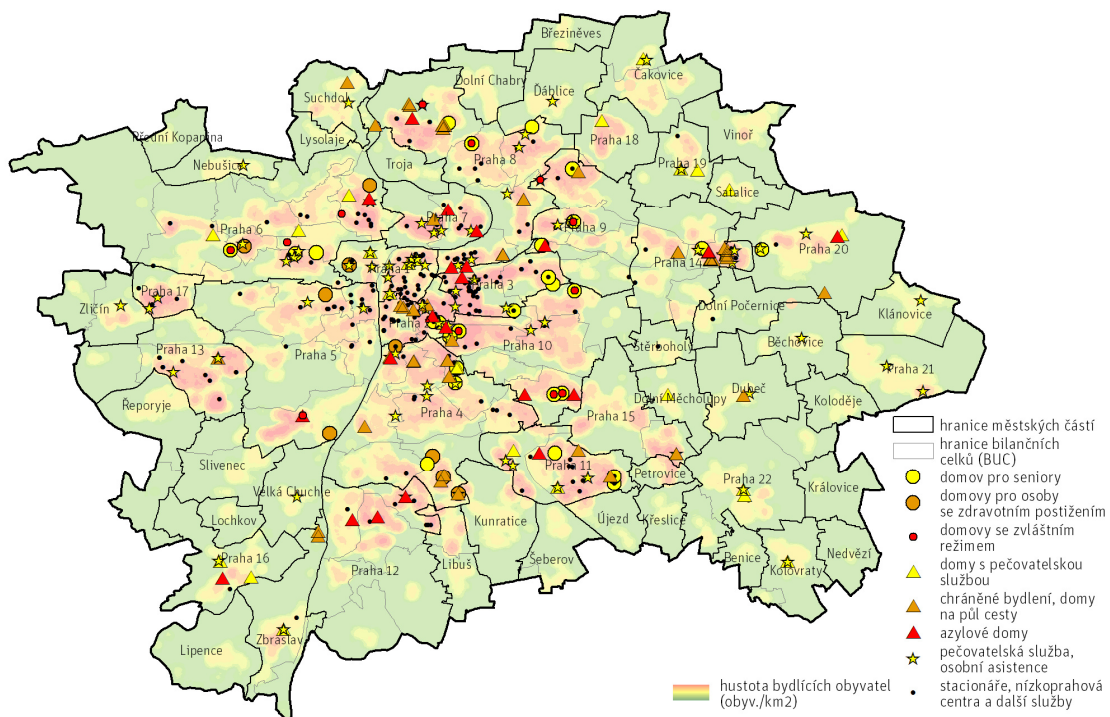 Březiněves
Čakovice
Dolní Chabry
Ďáblice
Suchdol
Vinoř
Praha 18
Přední Kopanina
Lysolaje
Praha 8
Nebušice
Troja
Praha 19
Satalice
Praha 7
Praha 6
Praha 9
Praha 20
Praha 14
Praha 3
Praha 17
Zličín
Dolní Počernice
Klánovice
Praha
Praha 13
Praha 5
Praha 10
Štěrboholy
Běchovice
Praha 21
Řeporyje
Dolní Měcholupy
Dubeč
Koloděje
Praha 4
Praha 15
Slivenec
Praha 11
Petrovice
Praha 22
Královice
Velká Chuchle
Lochkov
Kunratice
Újezd
Křeslice
Nedvězí
Praha 16
Praha 12
Libuš
Šeberov
Benice
Kolovraty
Zbraslav
Lipence
hranice městských částí
hranice bilančních
celků (BUC)
domov pro seniory
domovy pro osoby
se zdravotním postižením
domovy se zvláštním
režimem
domy s pečovatelskou
službou
chráněné bydlení, domy
na půl cesty
azylové domy
pečovatelská služba,
osobní asistence
stacionáře, nízkoprahová
centra a další služby
hustota bydlících obyvatel
(obyv./km2)